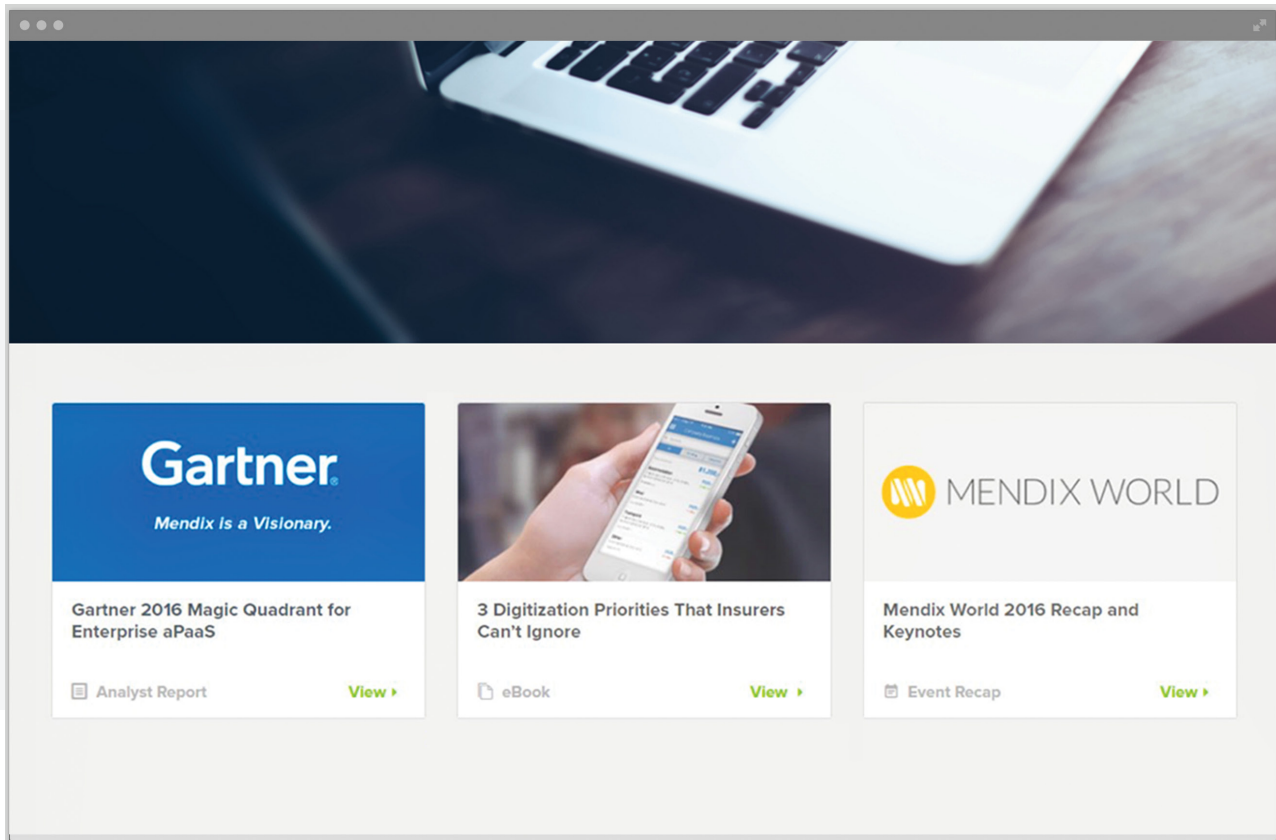 Gartner®
Mendix is a Visionary.
Gartner 2016 Magic Quadrant for
Enterprise aPaaS
Analyst Report
View
3 Digitization Priorities That Insurers
Can't Ignore
eBook
View
MENDIX WORLD
Mendix World 2016 Recap and
Keynotes
Event Recap
View